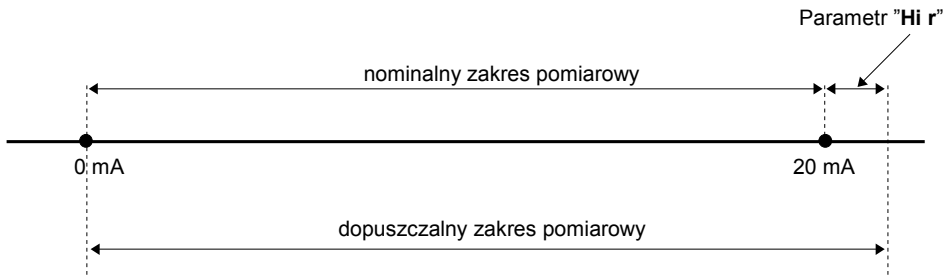 Parametr ”Hi r”
nominalny zakres pomiarowy
0 mA
20 mA
dopuszczalny zakres pomiarowy